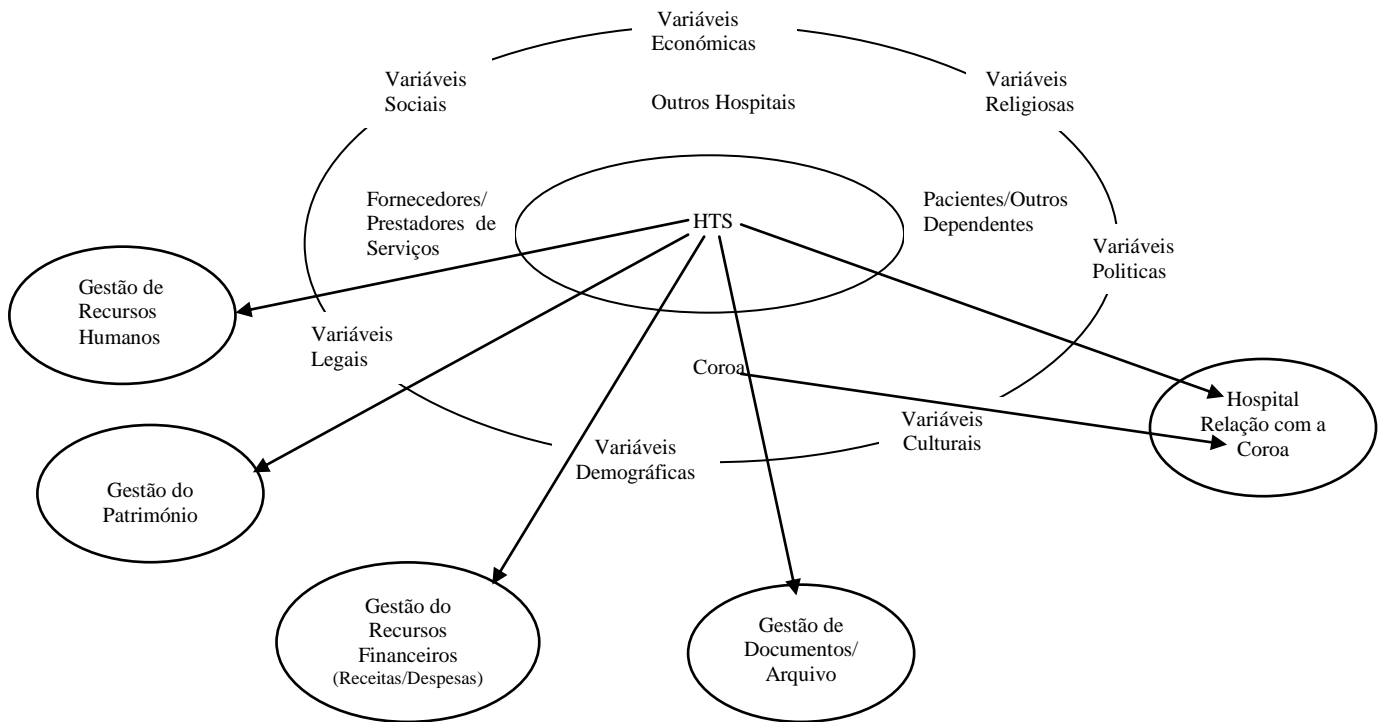 Variáveis
Económicas
Variáveis
Sociais
Variáveis
Religiosas
Outros Hospitais
Fornecedores/
Prestadores de
Serviços
HTS
Pacientes/Outros
Dependentes
Variáveis
Politicas
Gestão de
Recursos
Humanos
Variáveis
Legais
Coroa
Variáveis
Culturais
Hospital
Relação com a
Coroa
Variáveis
Demográficas
Gestão do
Património
Gestão do
Recursos
Financeiros
(Receitas/Despesas)
Gestão de
Documentos/
Arquivo